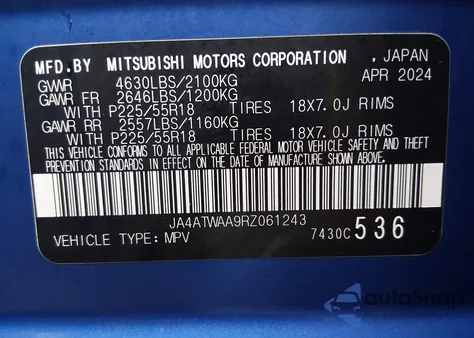 MFD.BY MITSUBISHI MOTORS CORPORATION , JAPAN
GVWR 4630LBS/2100KG APR 2024
GAWR FR 2646LBS/1200KG
WITH P225/55R18 TIRES 18X7.0J RIMS
GAWR RR 2557LBS/1160KG
WITH P225/55R18 TIRES 18X7.0J RIMS
THIS VEHICLE CONFORMS TO ALL APPLICABLE
U.S. FEDERAL MOTOR VEHICLE SAFETY AND THEFT
PREVENTION STANDARDS IN EFFECT ON THE DATE OF
MANUFACTURE SHOWN ABOVE.
JA4ATWAA9RZ061243
VEHICLE TYPE: MPV 7430C 536
AutoSnap